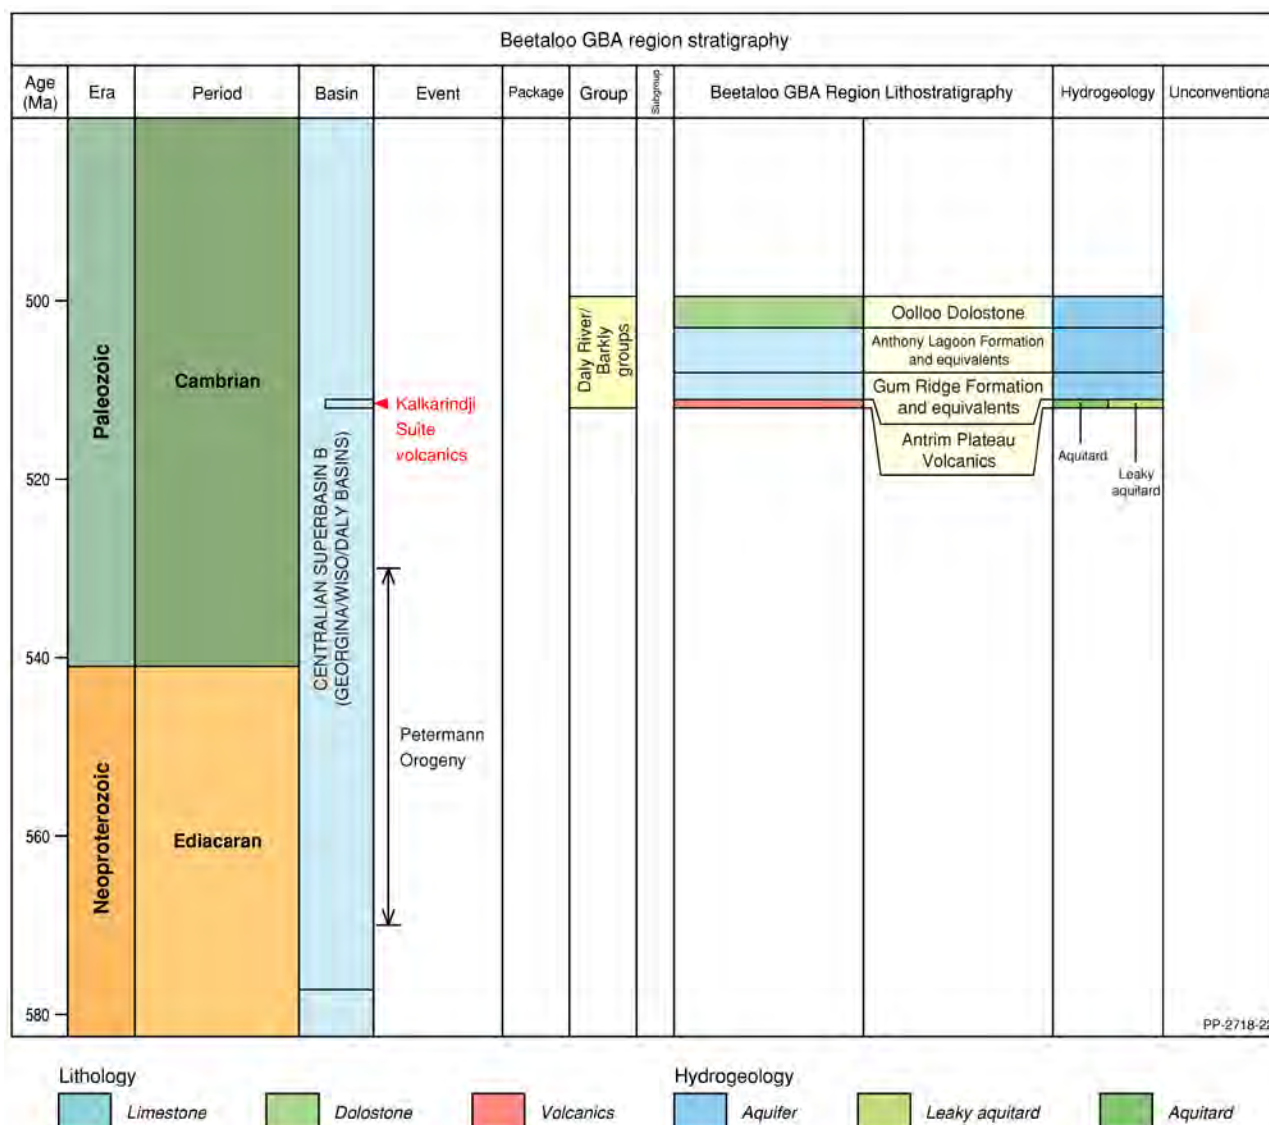 Beetaloo GBA region stratigraphy
Age
(Ma)
Era
Period
Basin
Event
Package
Group
Subgroup
Beetaloo GBA Region Lithostratigraphy
Hydrogeology
Unconventiona
500
520
540
560
580
Paleozoic
Neoproterozoic
Cambrian
Ediacaran
CENTRALIAN SUPERBASIN B
(GEORGINA/WISO/DALY BASINS)
Kalkarindji
Suite
volcanics
Petermann
Orogeny
Daly River/
Barkly
groups
Oolloo Dolostone
Anthony Lagoon Formation
and equivalents
Gum Ridge Formation
and equivalents
Antrim Plateau
Volcanics
Aquitard
Leaky
aquitard
PP-2718-22
Lithology
Limestone
Dolostone
Volcanics
Hydrogeology
Aquifer
Leaky aquitard
Aquitard